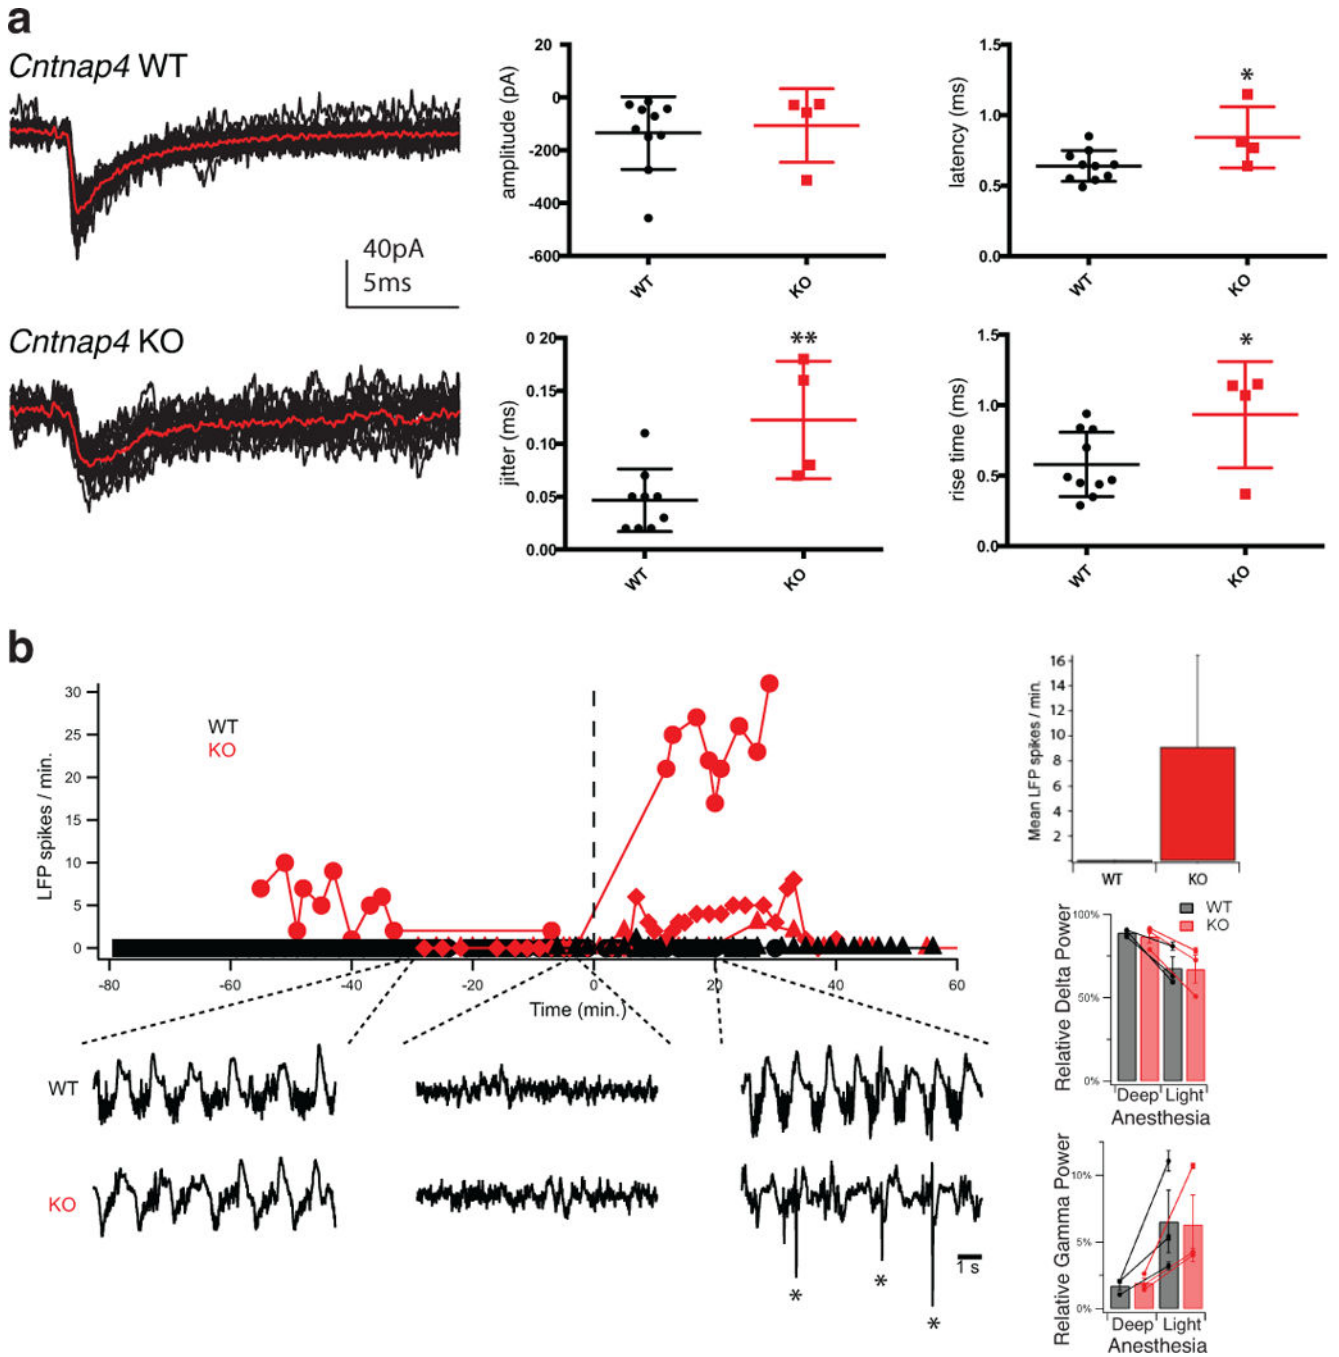 a
Cntnap4 WT
40pA
5ms
Cntnap4 KO
amplitude (pA)
20
0
-200
-400
-600
WT
KO
latency (ms)
1.5
1.0
0.5
0.0
*
WT
KO
jitter (ms)
0 20
0.15
0.10
0.05
0.00
**
WT
KO
rise time (ms)
1.5
1.0
0.5
0.0
*
WT
KO
b
LFP spikes / min.
30
25
20
15
10
5
0
WT
KO
-80
-60
-40
-20
0
20
40
60
Time (min.)
WT
KO
*
*
*
1 s
Mean LFP spikes / min.
16
14
12
10
8
6
4
2
WT
KO
Relative Delta Power
100%
50%
0%
WT
KO
Deep Light
Anesthesia
Relative Gamma Power
10%
5%
0%
Deep Light
Anesthesia